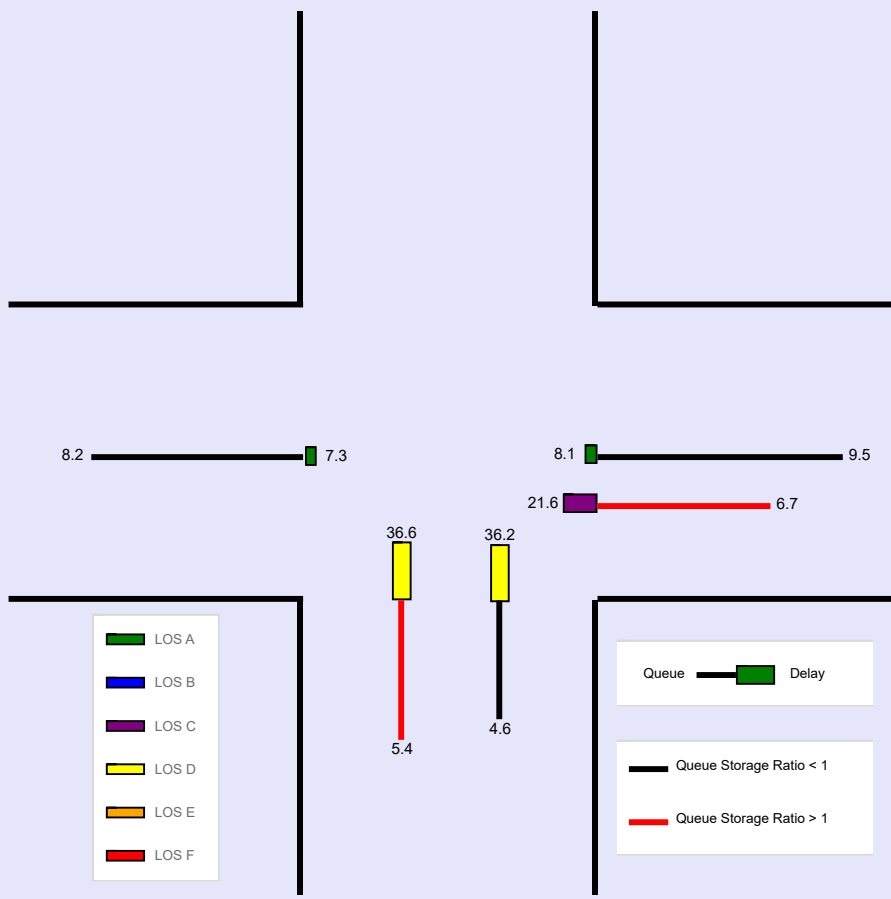 8.2
7.3
8.1
9.5
21.6
6.7
36.6
36.2
5.4
4.6
LOS A
LOS B
LOS C
LOS D
LOS E
LOS F
Queue
Delay
Queue Storage Ratio < 1
Queue Storage Ratio > 1